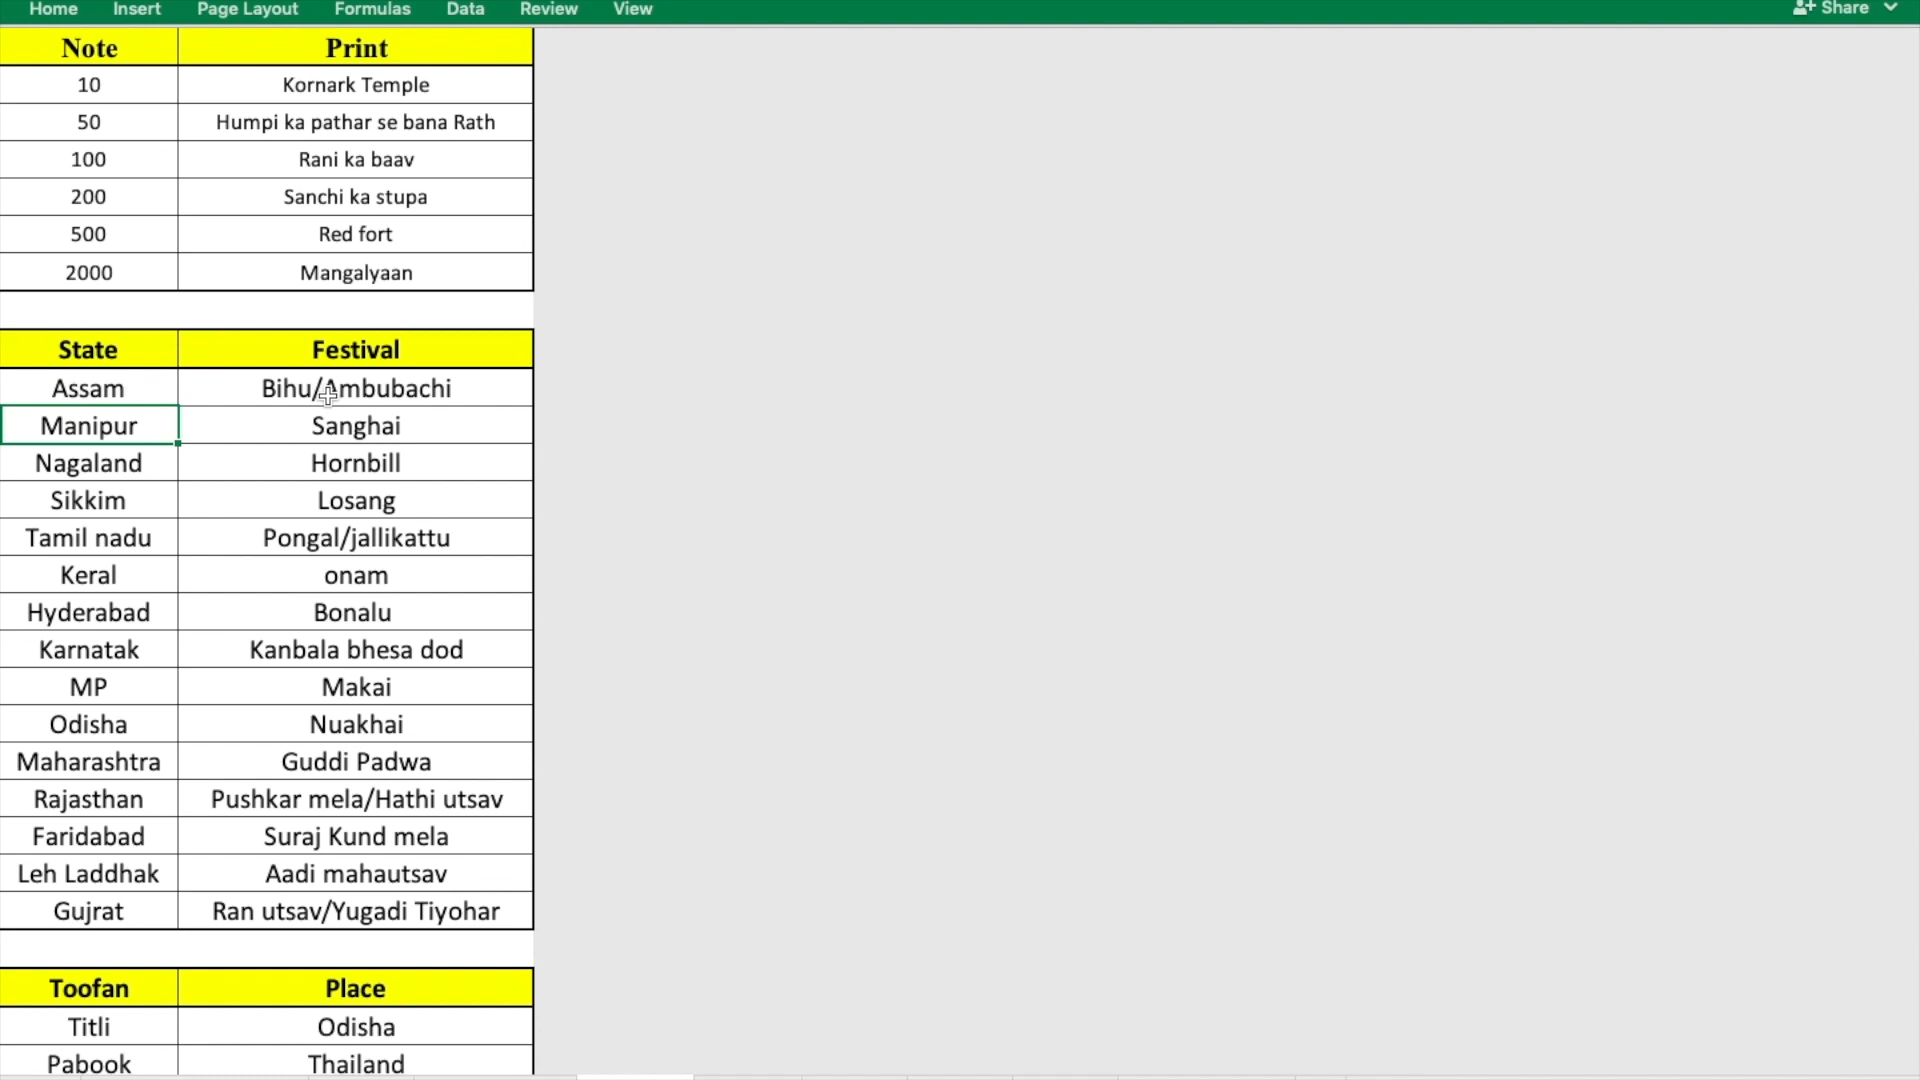 Home Insert Page Layout Formulas Data Review View Share
Note Print
10 Kornark Temple
50 Humpi ka pathar se bana Rath
100 Rani ka baav
200 Sanchi ka stupa
500 Red fort
2000 Mangalyaan
State Festival
Assam Bihu/Ambubachi
Manipur Sanghai
Nagaland Hornbill
Sikkim Losang
Tamil nadu Pongal/jallikattu
Keral onam
Hyderabad Bonalu
Karnatak Kanbala bhesa dod
MP Makai
Odisha Nuakhai
Maharashtra Guddi Padwa
Rajasthan Pushkar mela/Hathi utsav
Faridabad Suraj Kund mela
Leh Laddhak Aadi mahautsav
Gujrat Ran utsav/Yugadi Tiyohar
Toofan Place
Titli Odisha
Pabook Thailand